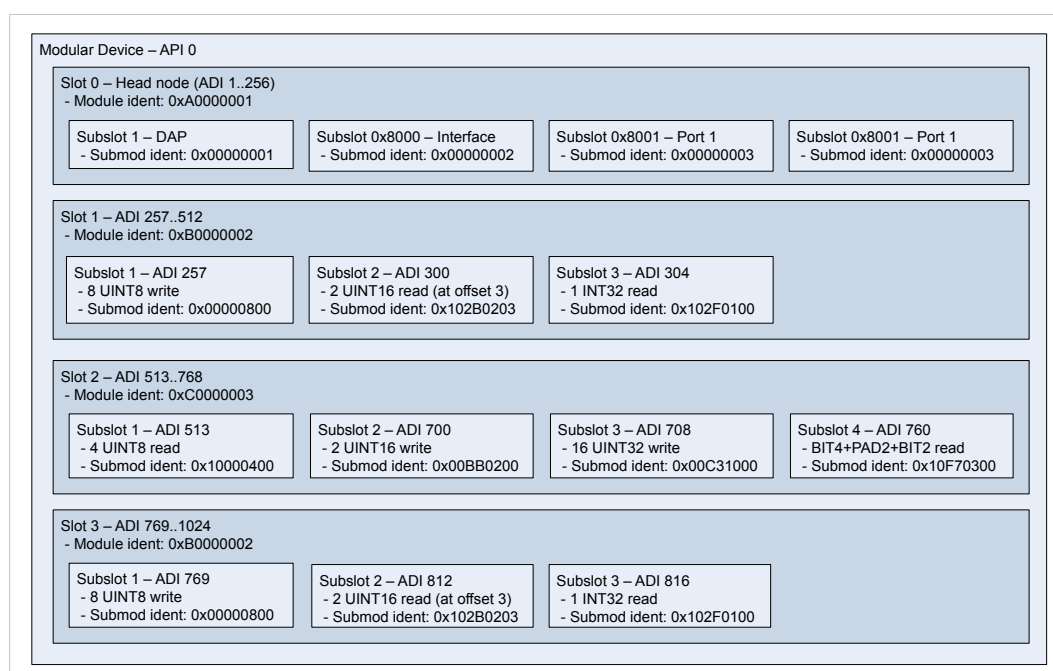 Modular Device – API 0
Slot 0 – Head node (ADI 1..256)
- Module ident: 0xA0000001
Subslot 1 – DAP
- Submod ident: 0x00000001
Subslot 0x8000 – Interface
- Submod ident: 0x00000002
Subslot 0x8001 – Port 1
- Submod ident: 0x00000003
Subslot 0x8001 – Port 1
- Submod ident: 0x00000003
Slot 1 – ADI 257..512
- Module ident: 0xB0000002
Subslot 1 – ADI 257
- 8 UINT8 write
- Submod ident: 0x00000800
Subslot 2 – ADI 300
- 2 UINT16 read (at offset 3)
- Submod ident: 0x102B0203
Subslot 3 – ADI 304
- 1 INT32 read
- Submod ident: 0x102F0100
Slot 2 – ADI 513..768
- Module ident: 0xC0000003
Subslot 1 – ADI 513
- 4 UINT8 read
- Submod ident: 0x10000400
Subslot 2 – ADI 700
- 2 UINT16 write
- Submod ident: 0x00BB0200
Subslot 3 – ADI 708
- 16 UINT32 write
- Submod ident: 0x00C31000
Subslot 4 – ADI 760
- BIT4+PAD2+BIT2 read
- Submod ident: 0x10F70300
Slot 3 – ADI 769..1024
- Module ident: 0xB0000002
Subslot 1 – ADI 769
- 8 UINT8 write
- Submod ident: 0x00000800
Subslot 2 – ADI 812
- 2 UINT16 read (at offset 3)
- Submod ident: 0x102B0203
Subslot 3 – ADI 816
- 1 INT32 read
- Submod ident: 0x102F0100